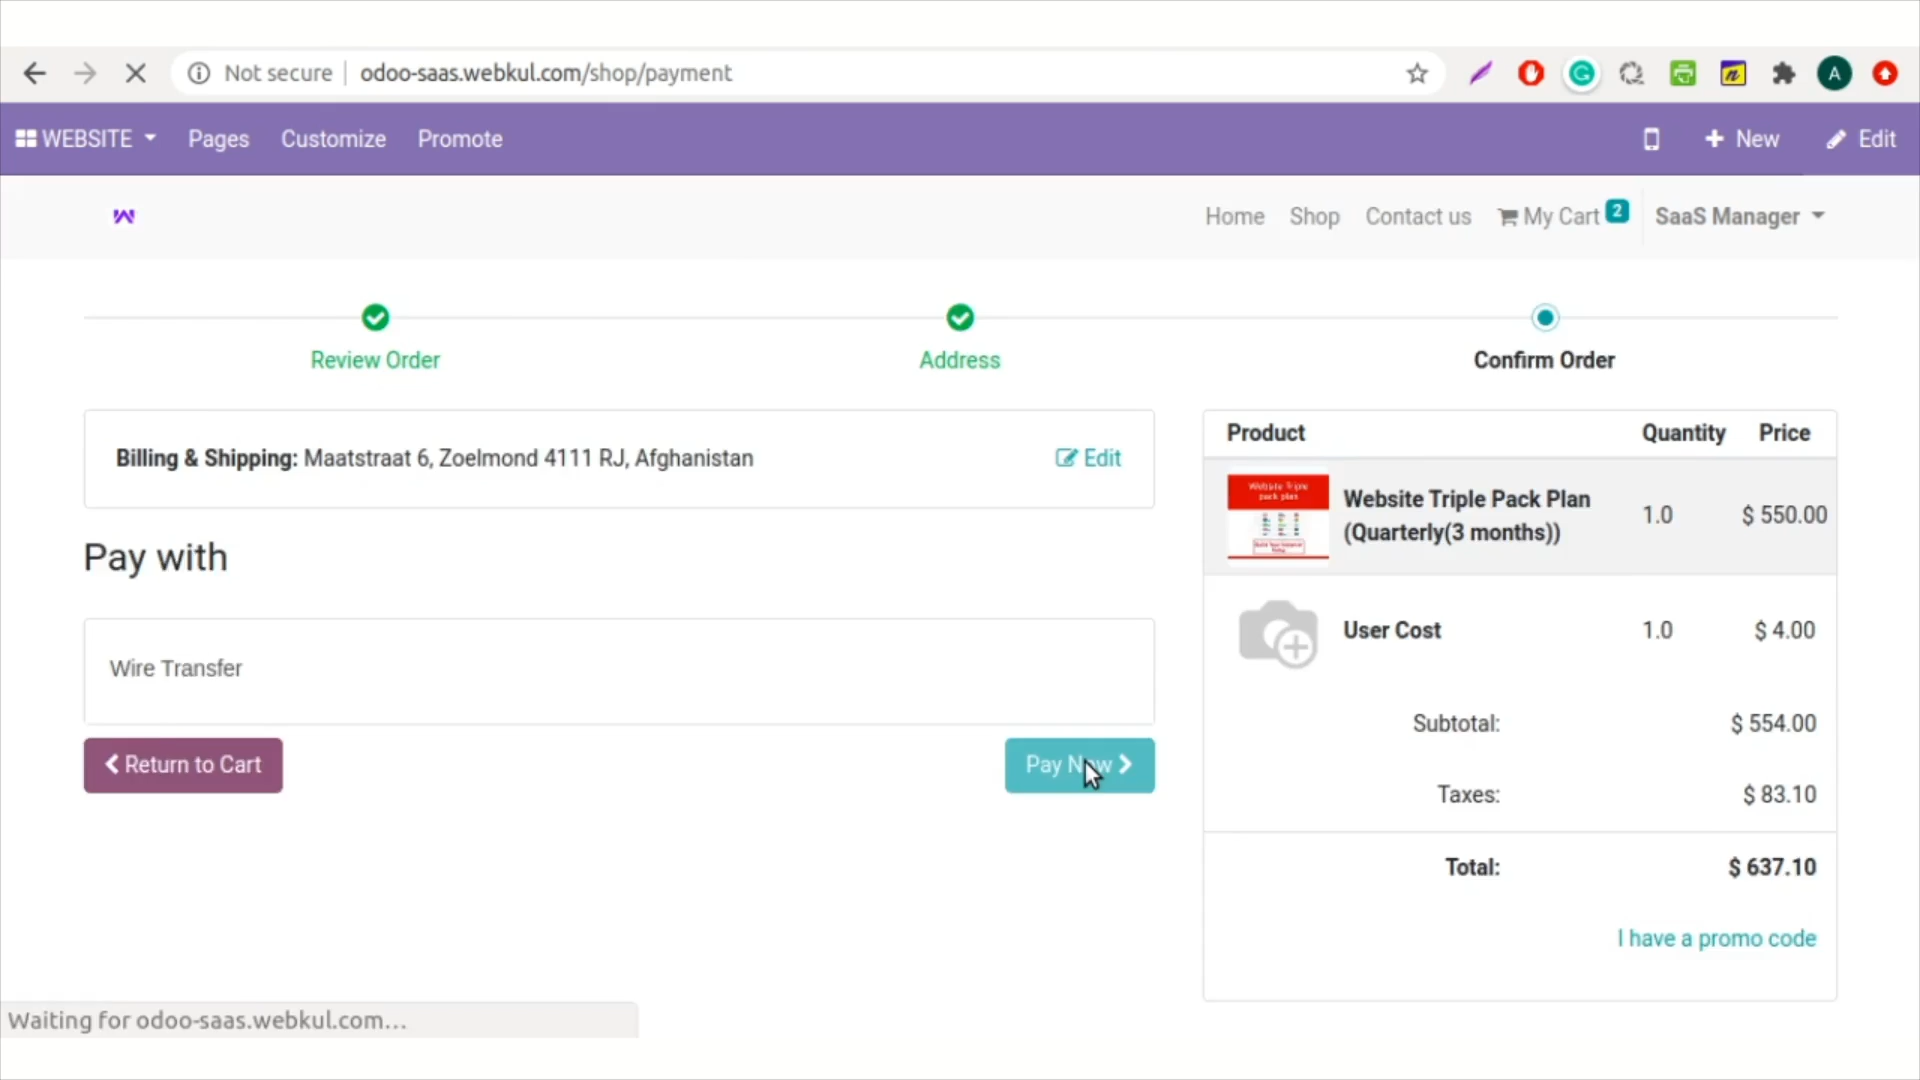 Not secure odoo-saas.webkul.com/shop/payment
A
WEBSITE Pages Customize Promote New Edit
Home Shop Contact us My Cart 2 SaaS Manager
Review Order Address Confirm Order
Billing & Shipping: Maatstraat 6, Zoelmond 4111 RJ, Afghanistan Edit
Pay with
Wire Transfer
Return to Cart Pay Now
Product Quantity Price
Website Triple
pack plan
Website Triple Pack Plan
(Quarterly(3 months)) 1.0 $ 550.00
User Cost 1.0 $ 4.00
Subtotal: $ 554.00
Taxes: $ 83.10
Total: $ 637.10
I have a promo code
Waiting for odoo-saas.webkul.com...